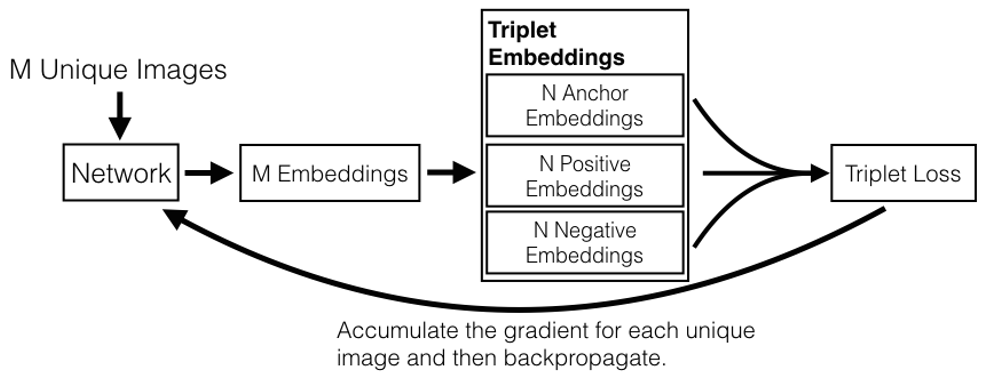 M Unique Images
Network
M Embeddings
Triplet
Embeddings
N Anchor
Embeddings
N Positive
Embeddings
N Negative
Embeddings
Triplet Loss
Accumulate the gradient for each unique
image and then backpropagate.